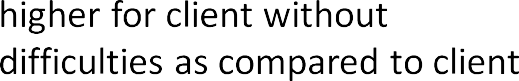 higher for client without
difficulties as compared to client